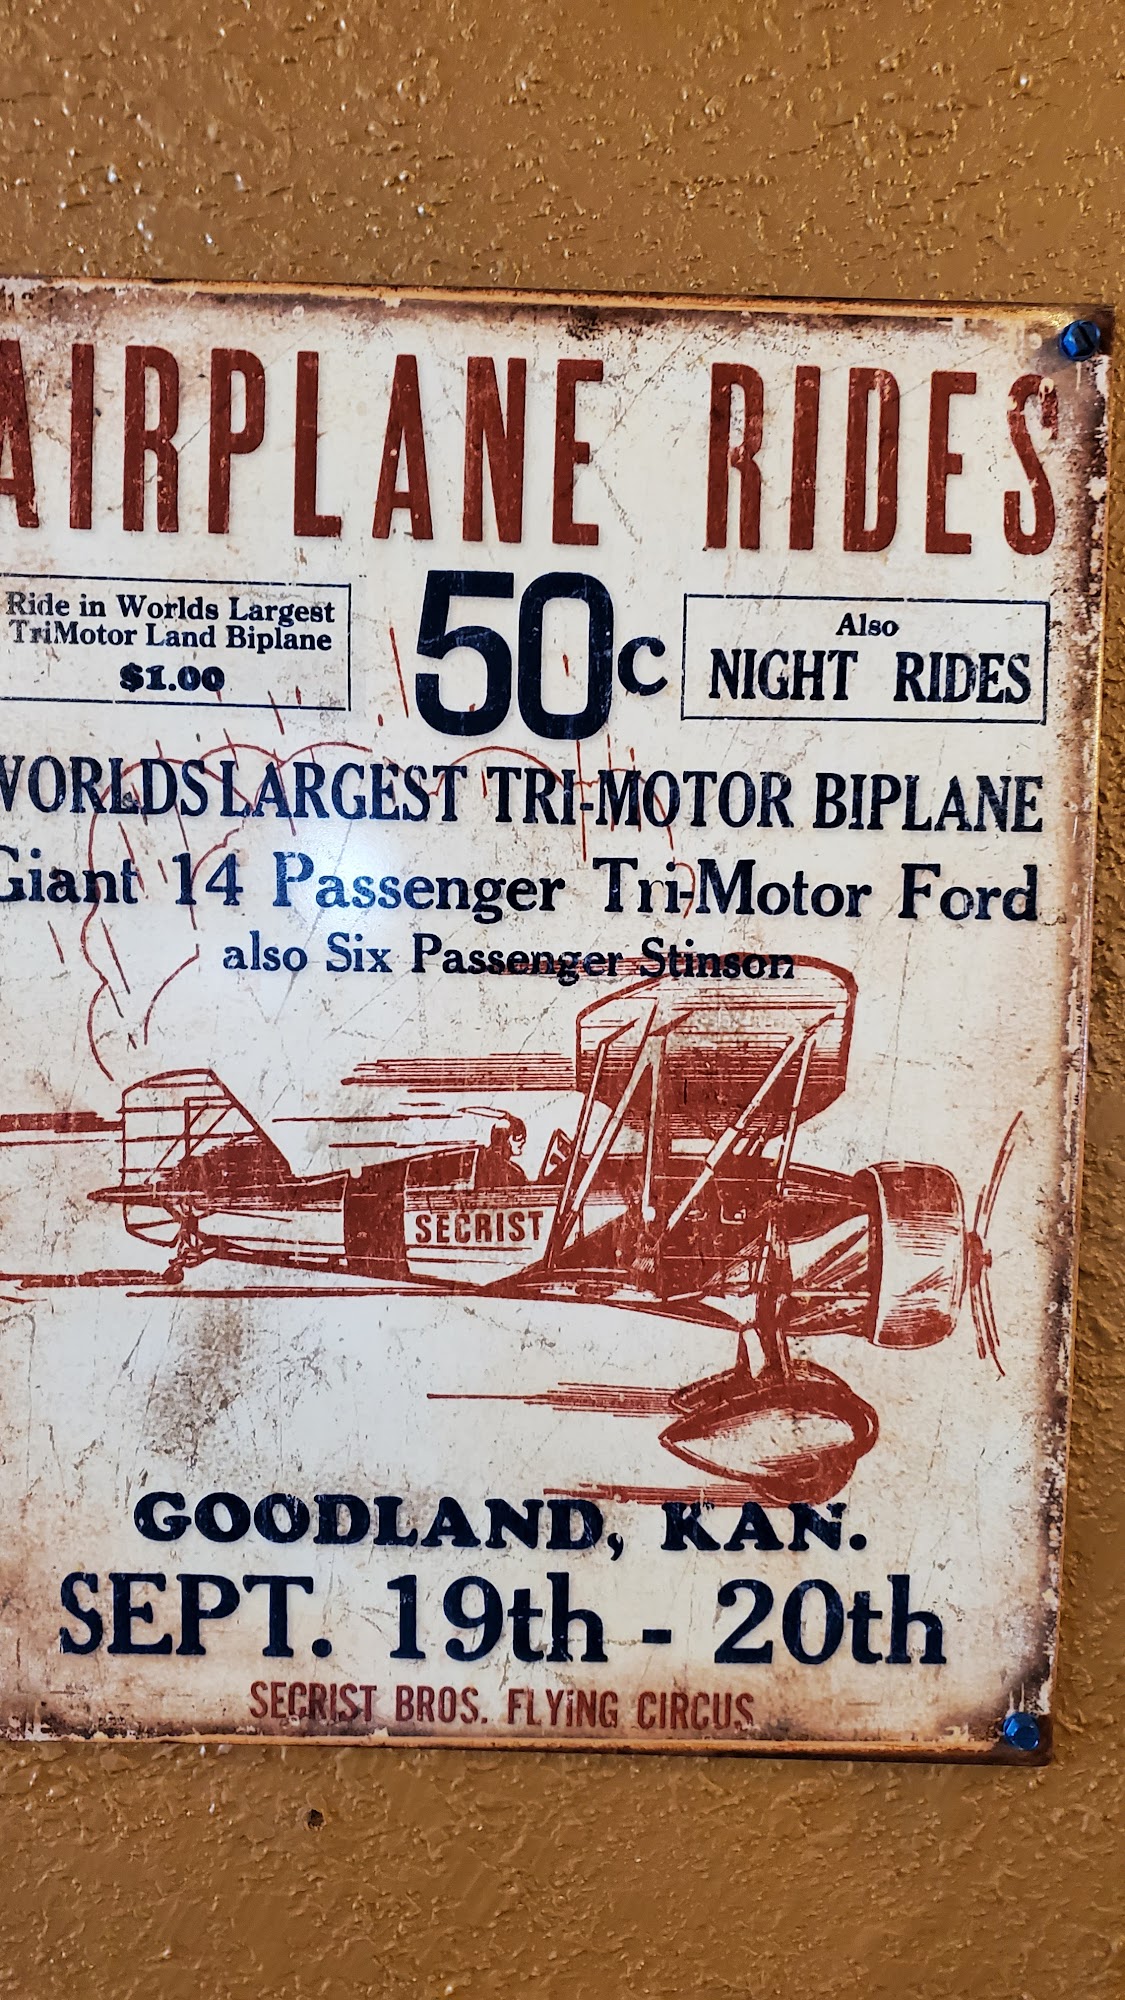 AIRPLANE RIDES
Ride in Worlds Largest
TriMotor Land Biplane
$1.00
50c
Also
NIGHT RIDES
WORLDS LARGEST TRI-MOTOR BIPLANE
Giant 14 Passenger Tri-Motor Ford
also Six Passenger Stinson
SECRIST
GOODLAND, KAN.
SEPT. 19th - 20th
SECRIST BROS. FLYiNG CIRCUS